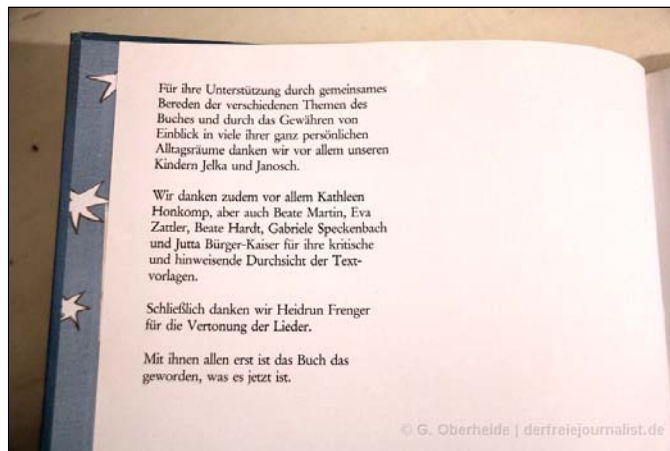 Für ihre Unterstützung durch gemeinsames
Bereden der verschiedenen Themen des
Buches und durch das Gewähren von
Einblick in viele ihrer ganz persönlichen
Alltagsräume danken wir vor allem unseren
Kindern Jelka und Janosch.
Wir danken zudem vor allem Kathleen
Honkomp, aber auch Beate Martin, Eva
Zattler, Beate Hardt, Gabriele Speckenbach
und Jutta Bürger-Kaiser für ihre kritische
und hinweisende Durchsicht der Text-
vorlagen.
Schließlich danken wir Heidrun Frenger
für die Vertonung der Lieder.
Mit ihnen allen erst ist das Buch das
geworden, was es jetzt ist.
© G. Oberheide | derfreiejournalist.de